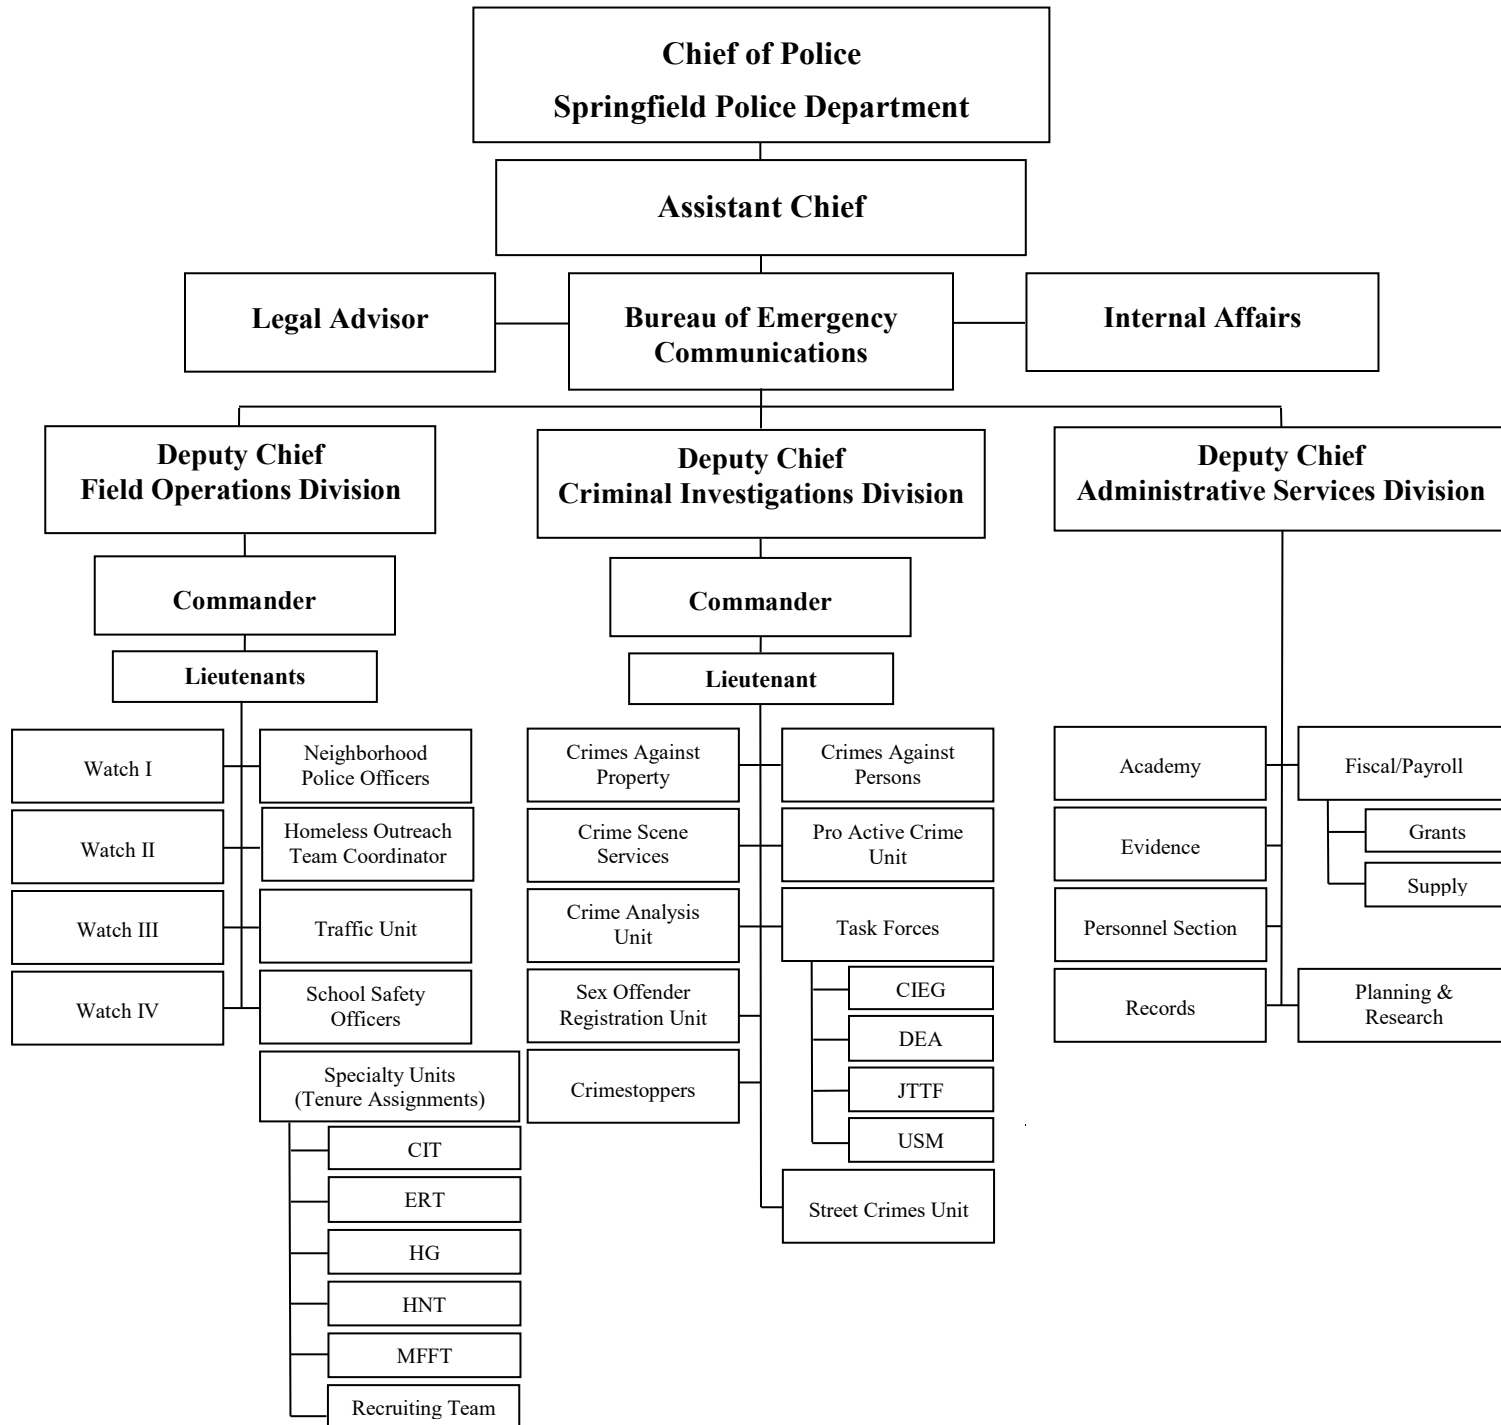 Chief of Police
Springfield Police Department
Assistant Chief
Legal Advisor
Bureau of Emergency
Communications
Internal Affairs
Deputy Chief
Field Operations Division
Deputy Chief
Criminal Investigations Division
Deputy Chief
Administrative Services Division
Commander
Commander
Lieutenants
Lieutenant
Watch I
Neighborhood
Police Officers
Watch II
Homeless Outreach
Team Coordinator
Watch III
Traffic Unit
Watch IV
School Safety
Officers
Specialty Units
(Tenure Assignments)
CIT
ERT
HG
HNT
MFFT
Recruiting Team
Crimes Against
Property
Crimes Against
Persons
Crime Scene
Services
Pro Active Crime
Unit
Crime Analysis
Unit
Task Forces
Sex Offender
Registration Unit
CIEG
DEA
Crimestoppers
JTTF
USM
Street Crimes Unit
Academy
Fiscal/Payroll
Grants
Evidence
Supply
Personnel Section
Records
Planning &
Research